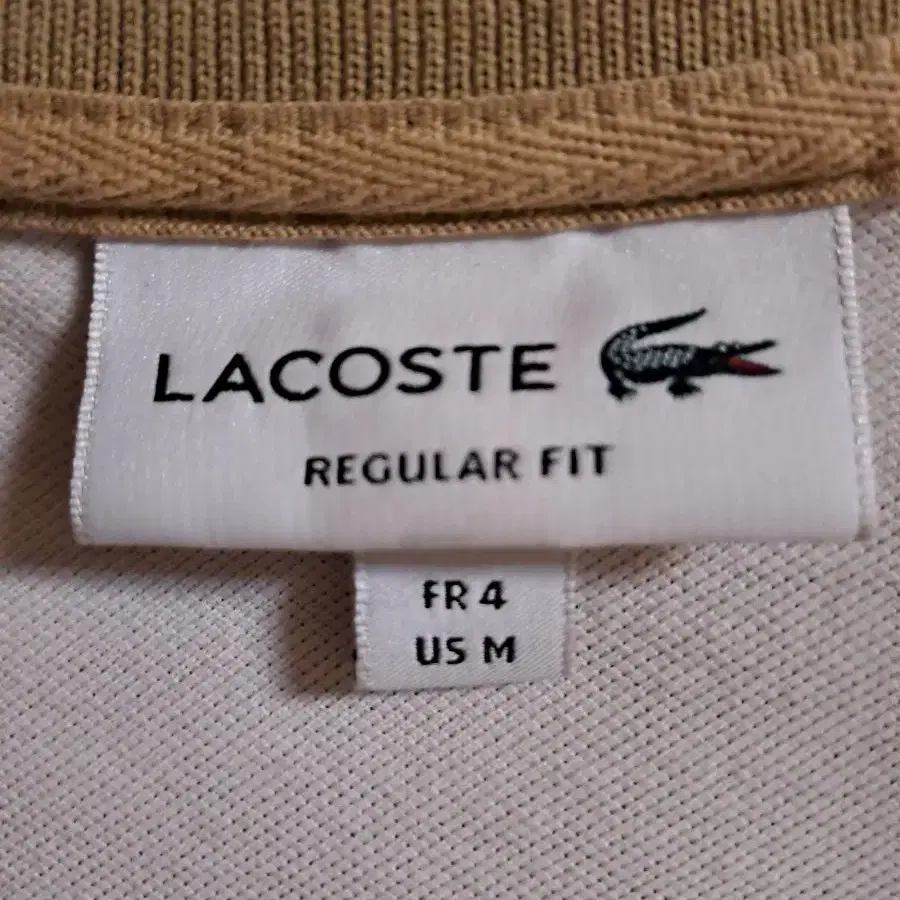 LACOSTE
REGULAR FIT
FR 4
US M